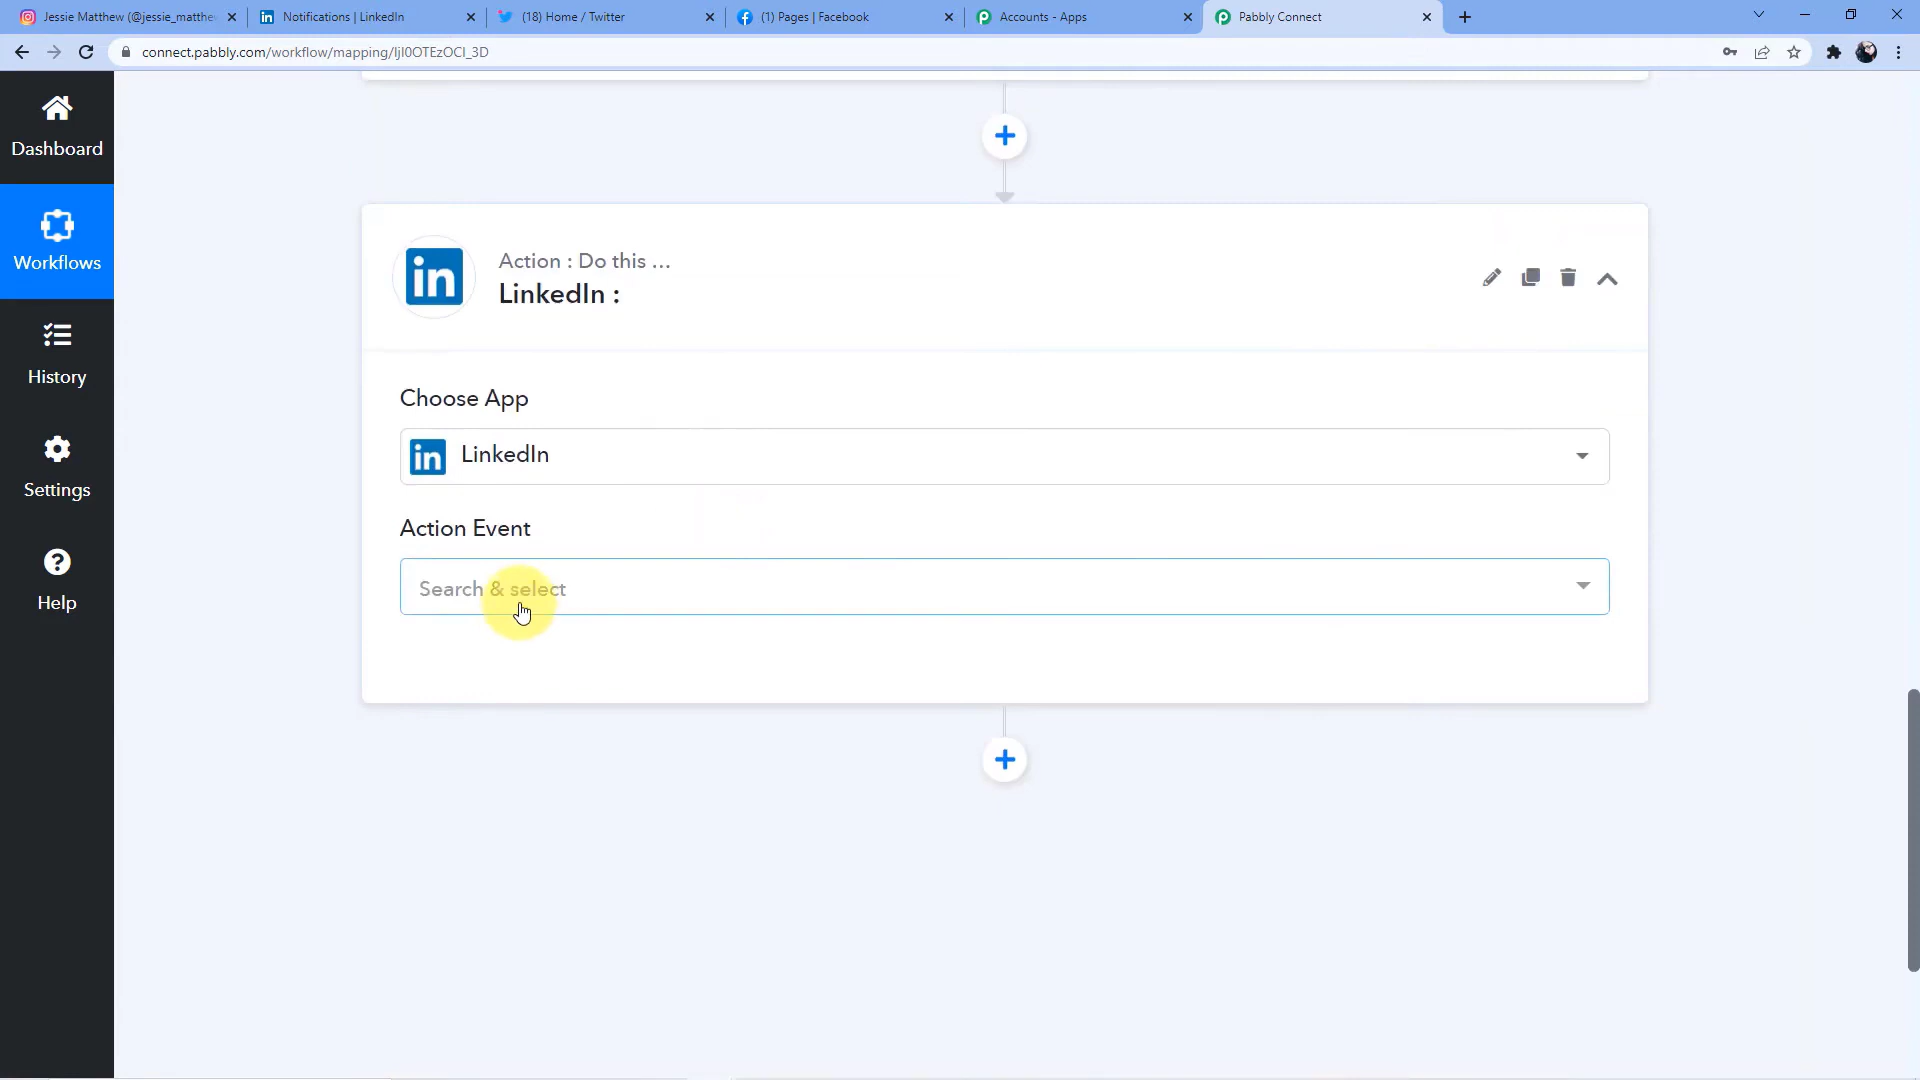 Jessie Matthew (@jessie_matthe
Notifications | LinkedIn
(18) Home / Twitter
(1) Pages | Facebook
Accounts - Apps
Pabbly Connect
connect.pabbly.com/workflow/mapping/IjI0OTEzOCI_3D
Dashboard
Workflows
History
Settings
Help
Action : Do this ...
LinkedIn :
Choose App
LinkedIn
Action Event
Search & select